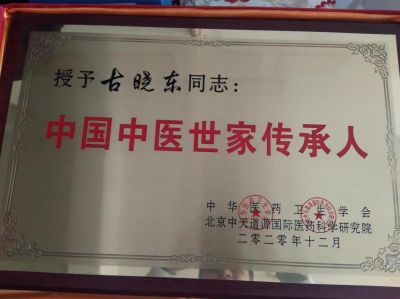 授予古晓东同志：
中国中医世家传承人
中华医药卫生学会
北京中天道源国际医药科学研究院
二零二零年十二月